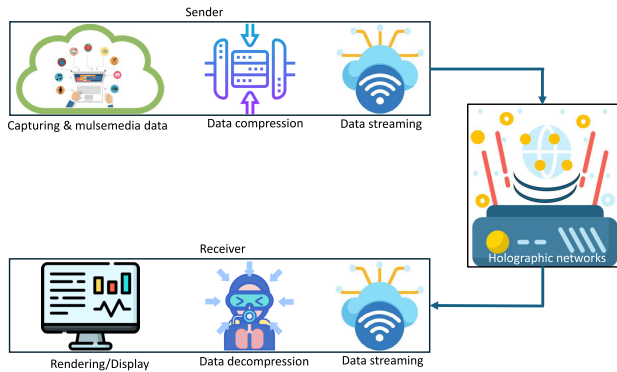 Sender
Capturing & mulsemedia data
Data compression
Data streaming
Holographic networks
Receiver
Rendering/Display
Data decompression
Data streaming